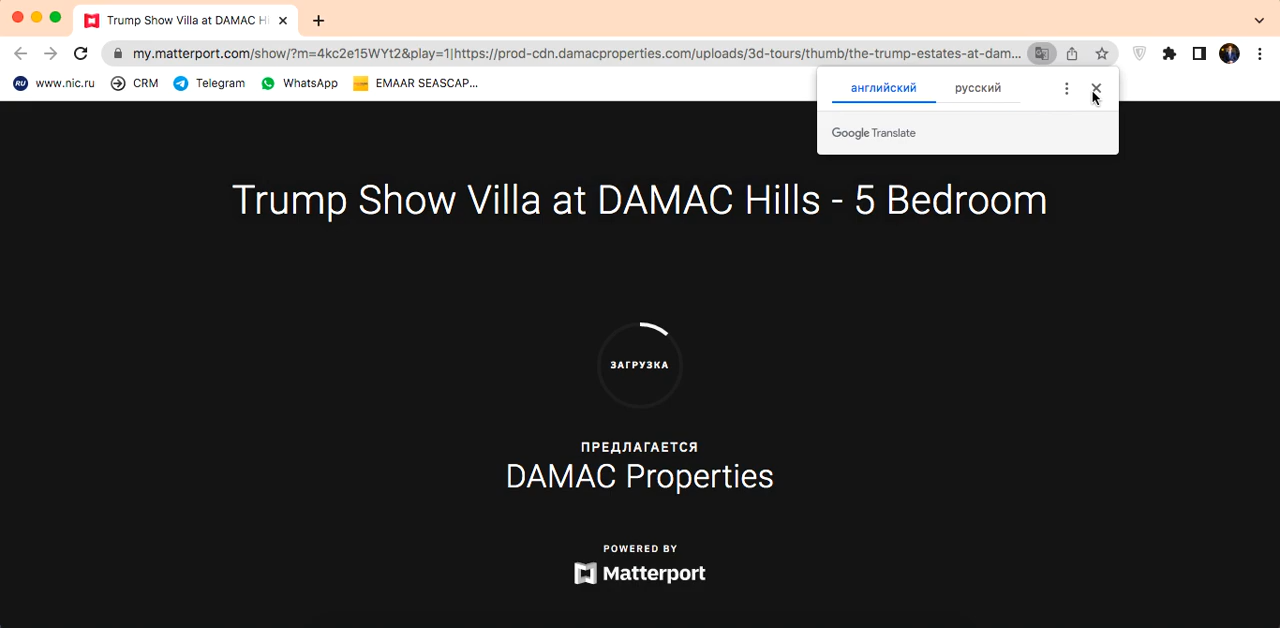 Trump Show Villa at DAMAC Hi
my.matterport.com/show/?m=4kc2e15WYt2&play=1|https://prod-cdn.damacproperties.com/uploads/3d-tours/thumb/the-trump-estates-at-dam...
RU www.nic.ru CRM Telegram WhatsApp EMAAR SEASCAP...
английский русский
Google Translate
Trump Show Villa at DAMAC Hills - 5 Bedroom
ЗАГРУЗКА
ПРЕДЛАГАЕТСЯ
DAMAC Properties
POWERED BY
Matterport